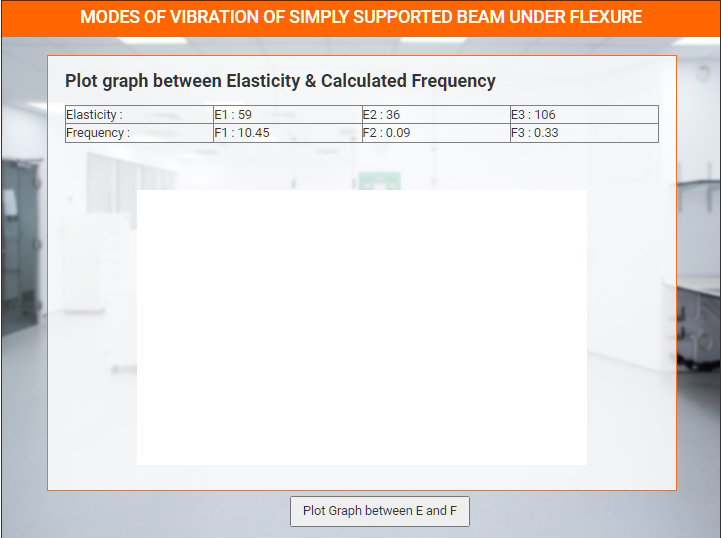 MODES OF VIBRATION OF SIMPLY SUPPORTED BEAM UNDER FLEXURE
Plot graph between Elasticity & Calculated Frequency
Elasticity : E1 : 59 E2 : 36 E3 : 106
Frequency : F1 : 10.45 F2 : 0.09 F3 : 0.33
Plot Graph between E and F